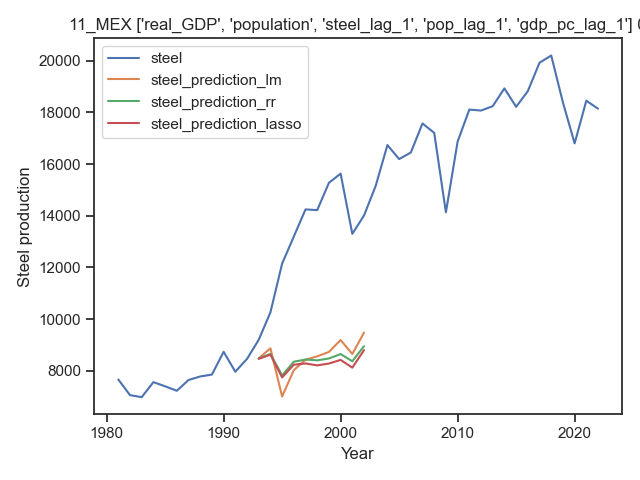 11_MEX ['real_GDP', 'population', 'steel_lag_1', 'pop_lag_1', 'gdp_pc_lag_1']
steel
steel_prediction_lm
steel_prediction_rr
steel_prediction_lasso
20000
18000
16000
14000
12000
10000
8000
Steel production
1980
1990
2000
2010
2020
Year